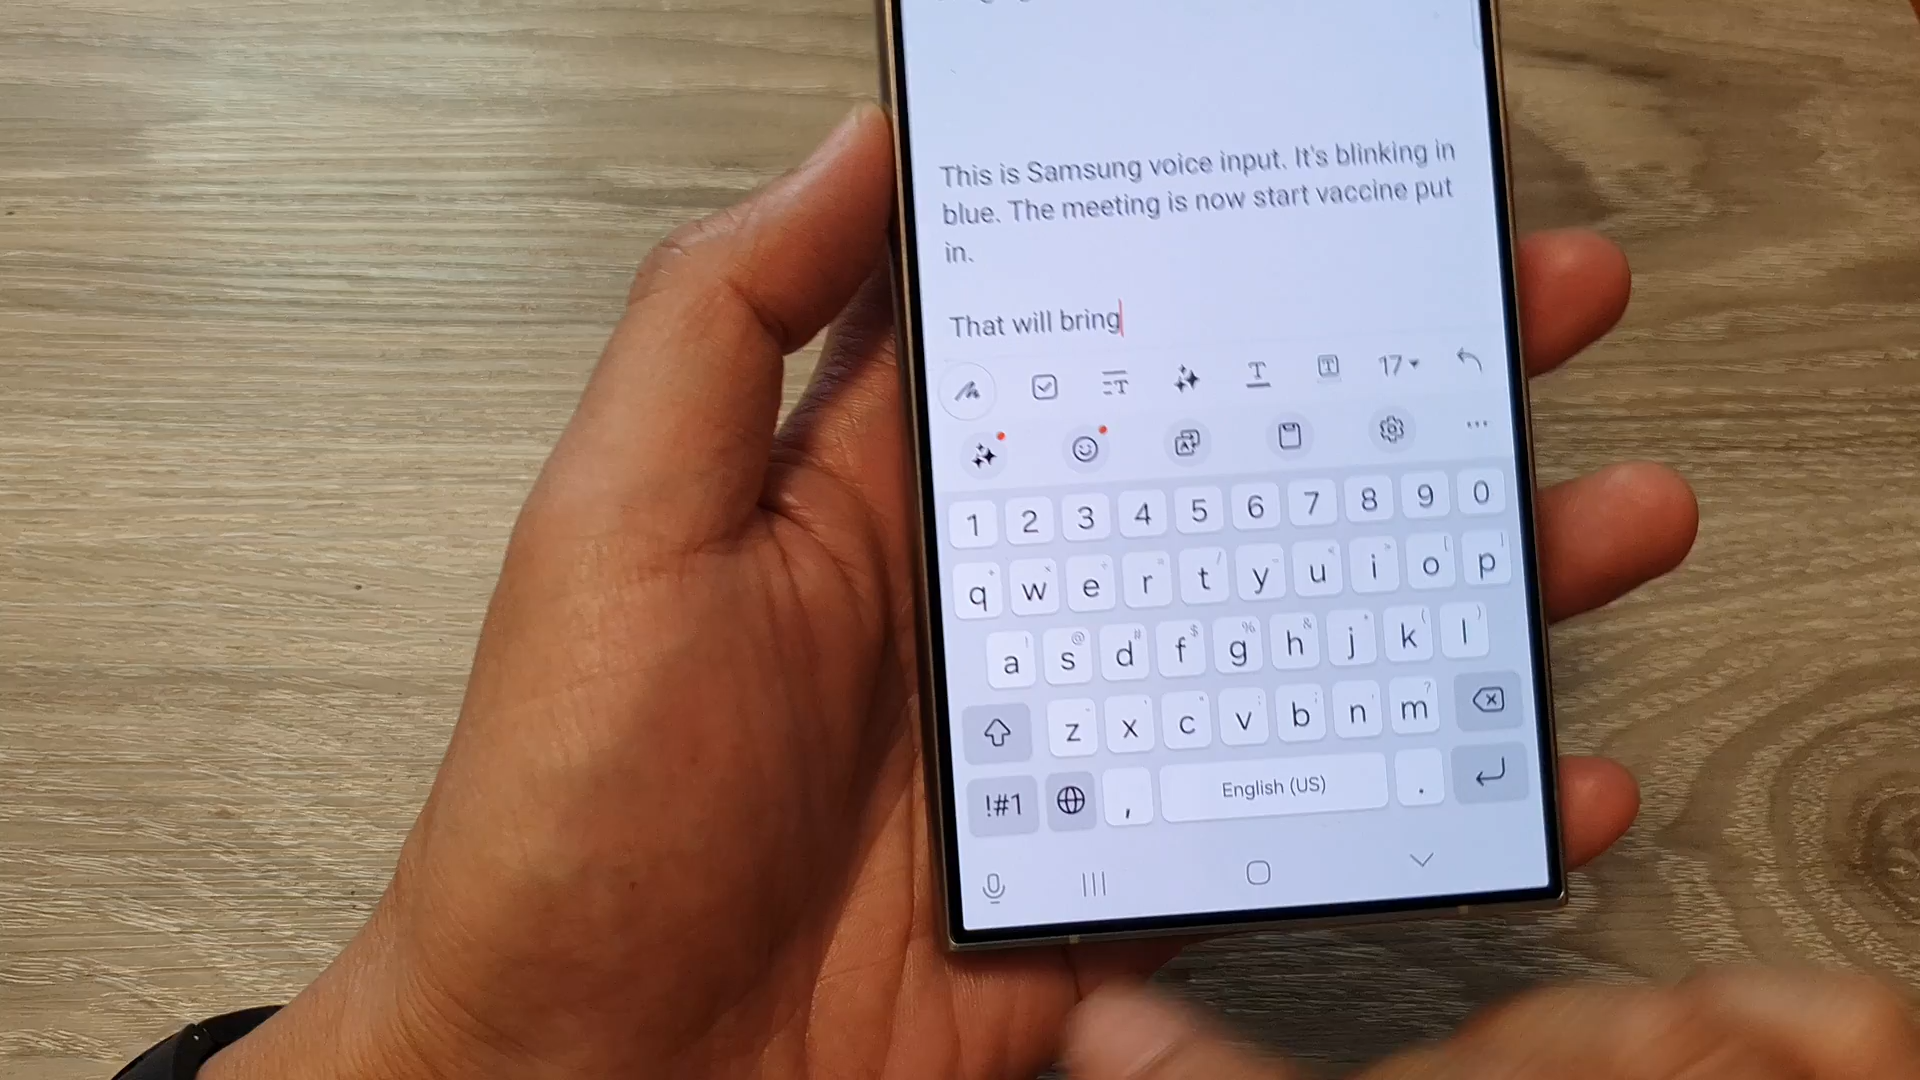 This is Samsung voice input. It's blinking in
blue. The meeting is now start vaccine put
in.
That will bring
17
1 2 3 4 5 6 7 8 9 0
q w e r t y u i o p
a s d f g h j k l
z x c v b n m
!#1 , English (US) .